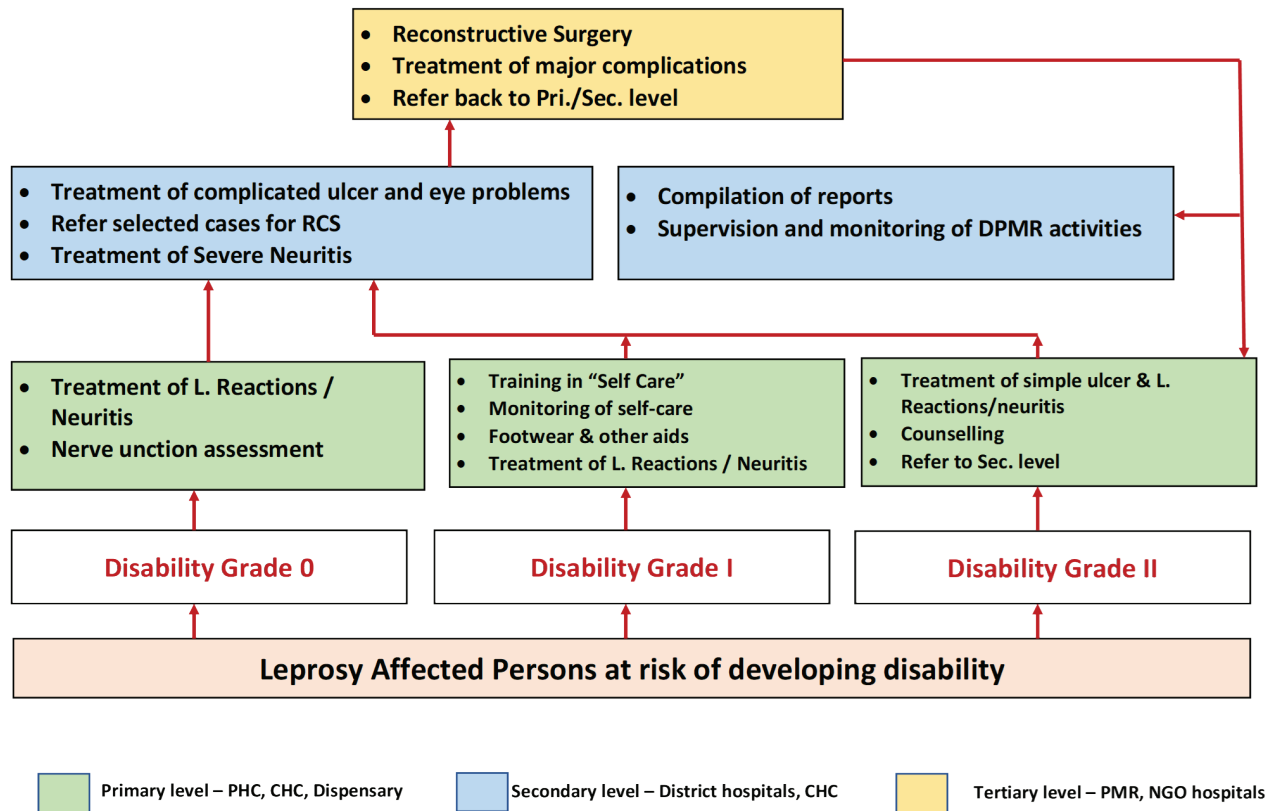 • Reconstructive Surgery
• Treatment of major complications
• Refer back to Pri./Sec. level
• Treatment of complicated ulcer and eye problems
• Refer selected cases for RCS
• Treatment of Severe Neuritis
• Compilation of reports
• Supervision and monitoring of DPMR activities
• Treatment of L. Reactions /
Neuritis
• Nerve unction assessment
• Training in “Self Care”
• Monitoring of self-care
• Footwear & other aids
• Treatment of L. Reactions / Neuritis
• Treatment of simple ulcer & L.
Reactions/neuritis
• Counselling
• Refer to Sec. level
Disability Grade 0
Disability Grade I
Disability Grade II
Leprosy Affected Persons at risk of developing disability
Primary level – PHC, CHC, Dispensary
Secondary level – District hospitals, CHC
Tertiary level – PMR, NGO hospitals